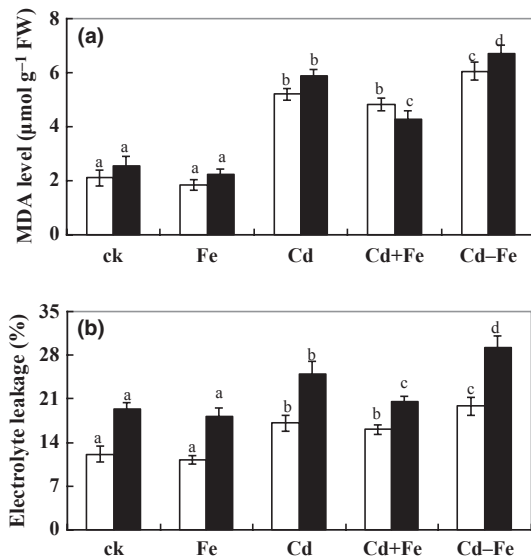 (a)
MDA level (μmol g⁻¹ FW)
8
6
4
2
0
a a a a b b b c c d
ck Fe Cd Cd+Fe Cd–Fe
(b)
Electrolyte leakage (%)
35
28
21
14
7
0
a a a a b b b c c d
ck Fe Cd Cd+Fe Cd–Fe